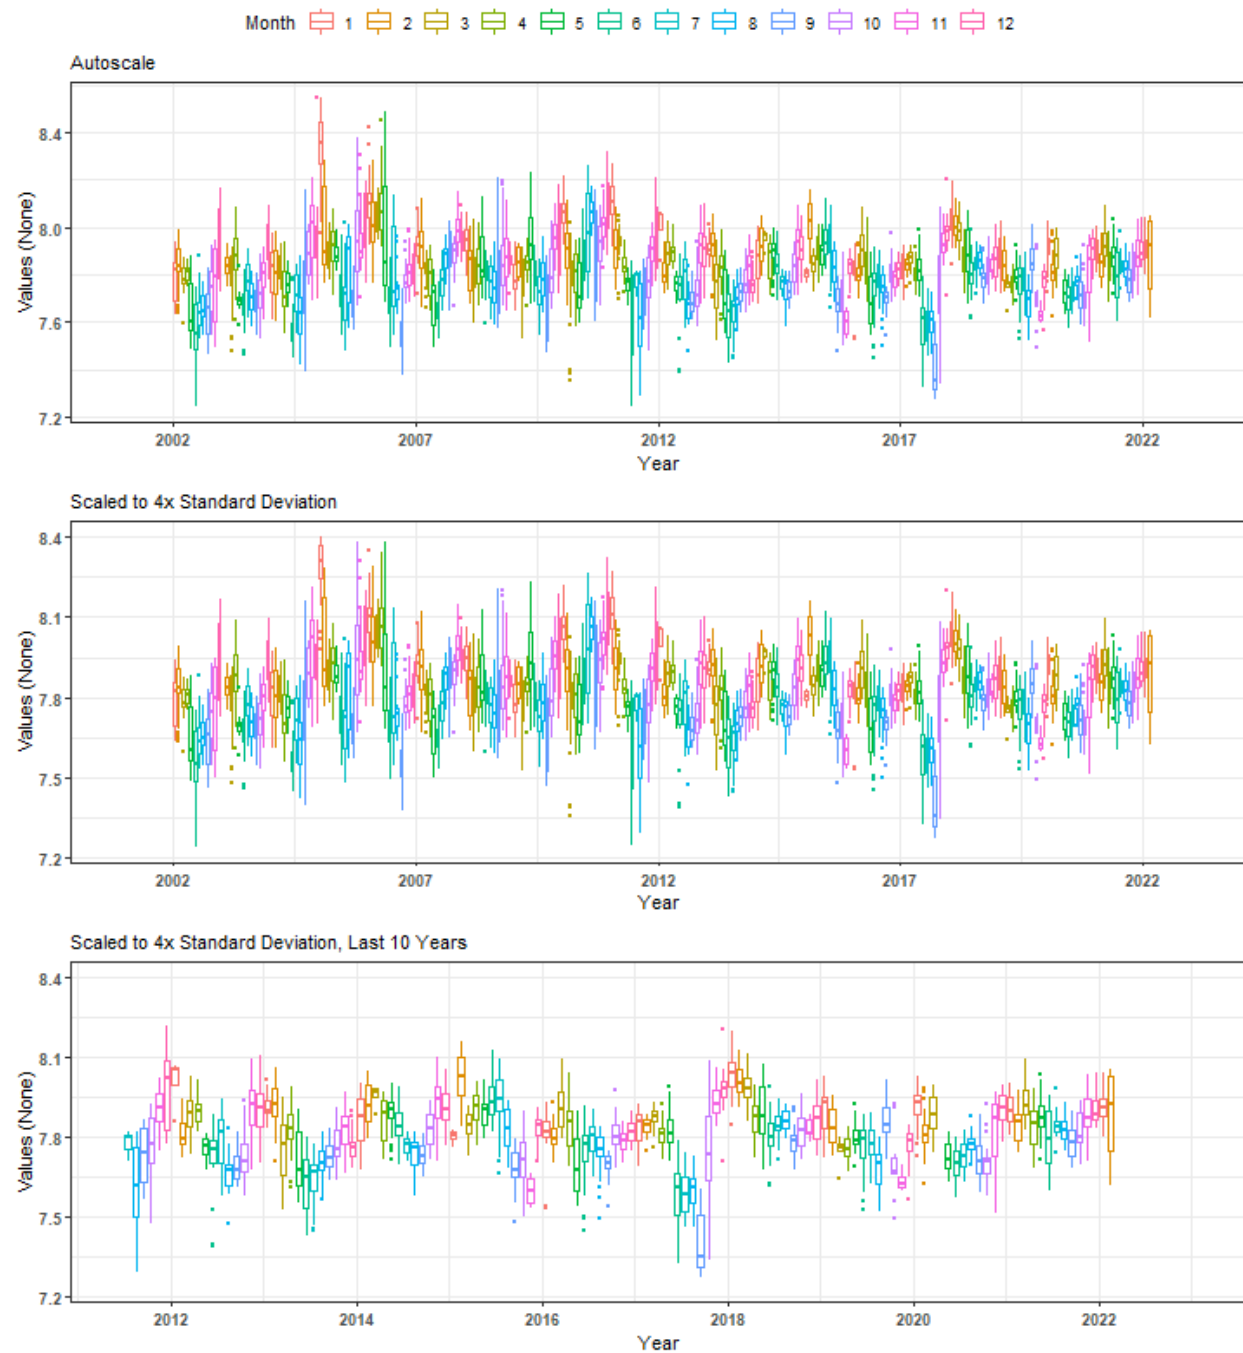 Month 1 2 3 4 5 6 7 8 9 10 11 12
Autoscale
Values (None)
8.4
8.0
7.6
7.2
2002 2007 2012 2017 2022
Year
Scaled to 4x Standard Deviation
Values (None)
8.4
8.1
7.8
7.5
7.2
2002 2007 2012 2017 2022
Year
Scaled to 4x Standard Deviation, Last 10 Years
Values (None)
8.4
8.1
7.8
7.5
7.2
2012 2014 2016 2018 2020 2022
Year